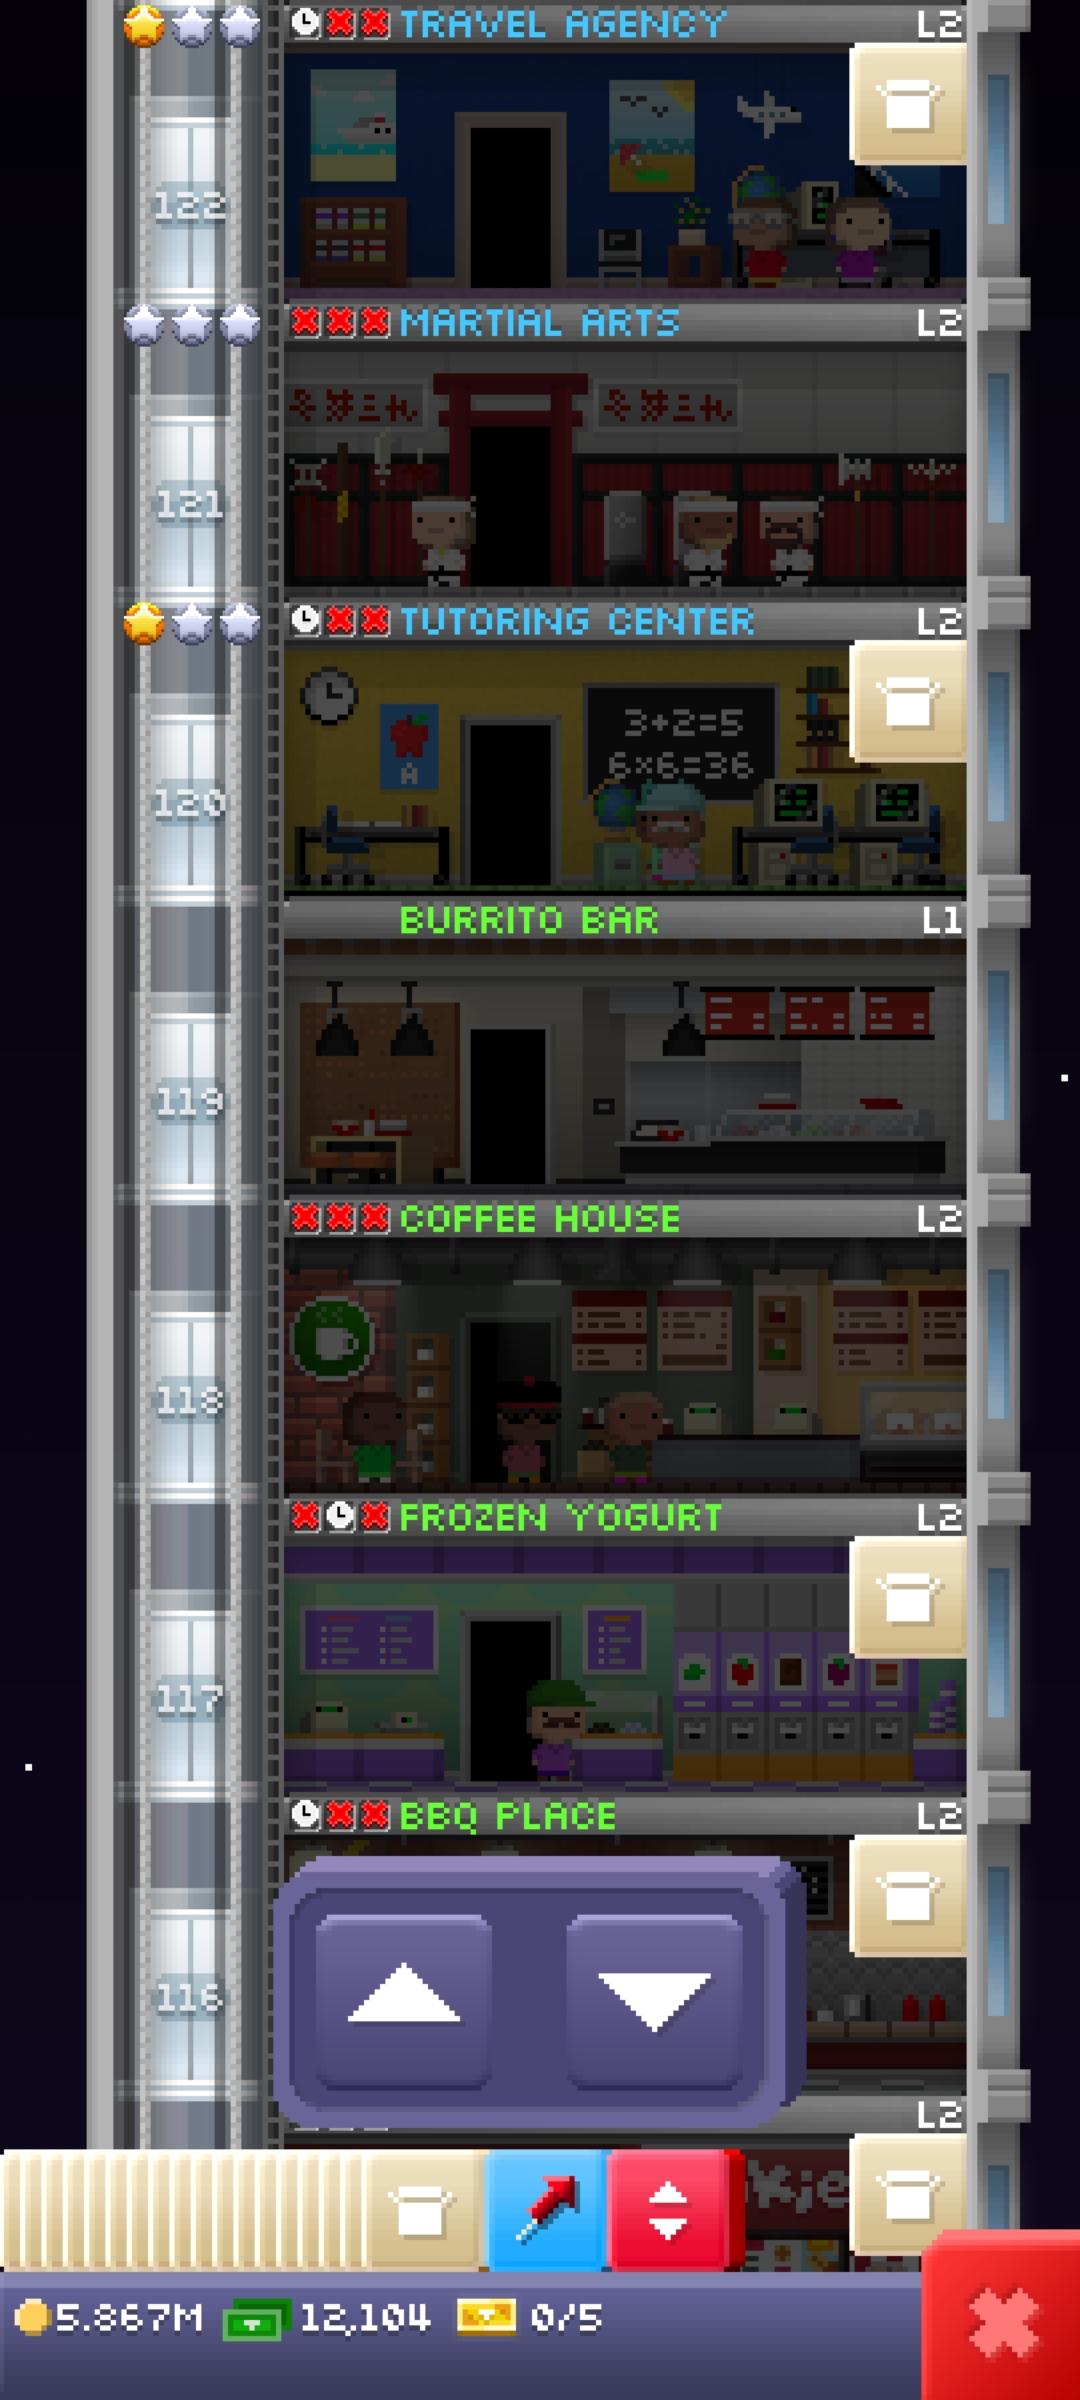 TRAVEL AGENCY L2
122
MARTIAL ARTS L2
121
TUTORING CENTER L2
3+2=5
6×6=36
A
120
BURRITO BAR L1
119
COFFEE HOUSE L2
118
FROZEN YOGURT L2
117
BBQ PLACE L2
116
L2
5.867M 12,104 0/5